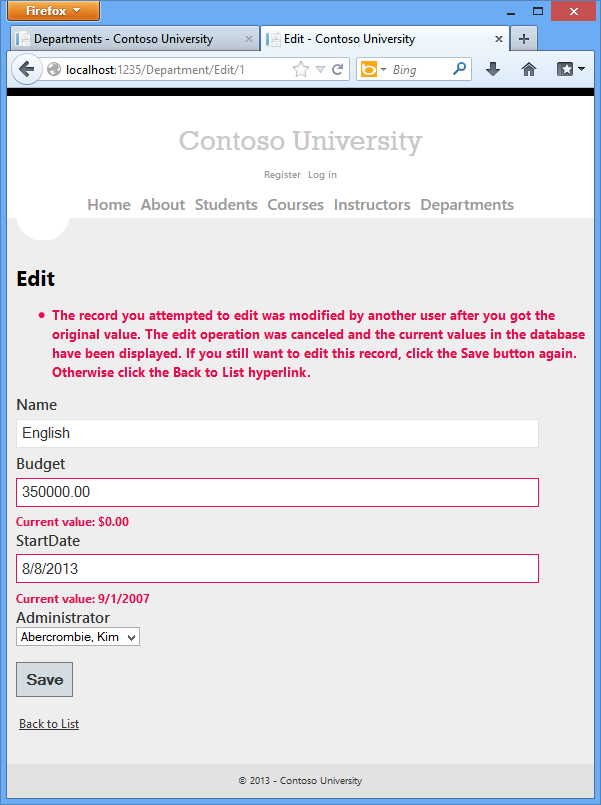 Firefox
Departments - Contoso University
Edit - Contoso University
localhost:1235/Department/Edit/1
Bing
Contoso University
Register Log in
Home About Students Courses Instructors Departments
Edit
The record you attempted to edit was modified by another user after you got the
original value. The edit operation was canceled and the current values in the database
have been displayed. If you still want to edit this record, click the Save button again.
Otherwise click the Back to List hyperlink.
Name
English
Budget
350000.00
Current value: $0.00
StartDate
8/8/2013
Current value: 9/1/2007
Administrator
Abercrombie, Kim
Save
Back to List
© 2013 - Contoso University